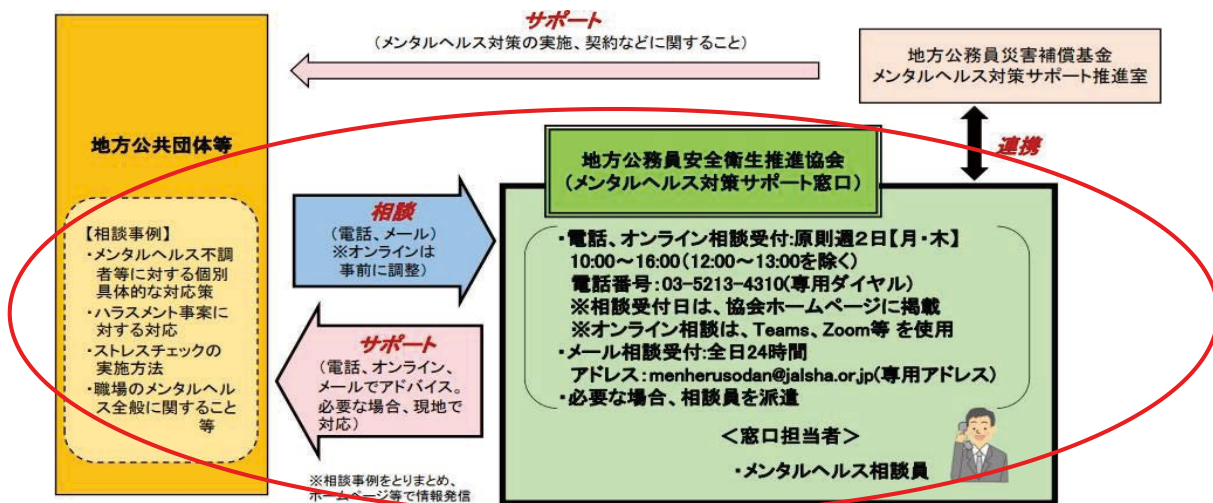 サポート
(メンタルヘルス対策の実施、契約などに関すること)
地方公務員災害補償基金
メンタルヘルス対策サポート推進室
連携
地方公共団体等
【相談事例】
・メンタルヘルス不調
者等に対する個別
具体的な対応策
・ハラスメント事案に
対する対応
・ストレスチェックの
実施方法
・職場のメンタルヘル
ス全般に関すること
等
相談
(電話、メール)
※オンラインは
事前に調整)
サポート
(電話、オンライン、
メールでアドバイス。
必要な場合、現地で
対応)
※相談事例をとりまとめ、
ホームページ等で情報発信
地方公務員安全衛生推進協会
(メンタルヘルス対策サポート窓口)
・電話、オンライン相談受付:原則週2日【月・木】
10:00~16:00(12:00~13:00を除く)
電話番号:03-5213-4310(専用ダイヤル)
※相談受付日は、協会ホームページに掲載
※オンライン相談は、Teams、Zoom等 を使用
・メール相談受付:全日24時間
アドレス:menherusodan@jalsha.or.jp(専用アドレス)
・必要な場合、相談員を派遣
<窓口担当者>
・メンタルヘルス相談員